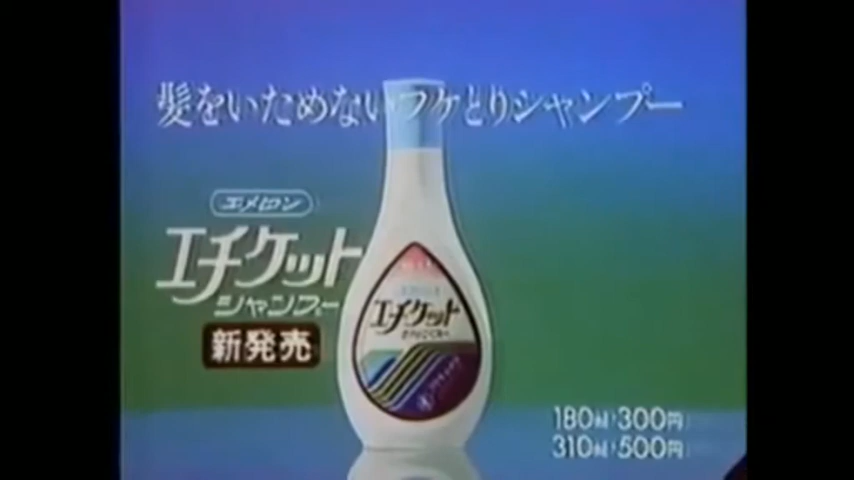 髪をいためないフケとりシャンプー
エメロン
エチケット
シャンプー
新発売
エチケット
180ml 300円
310ml 500円